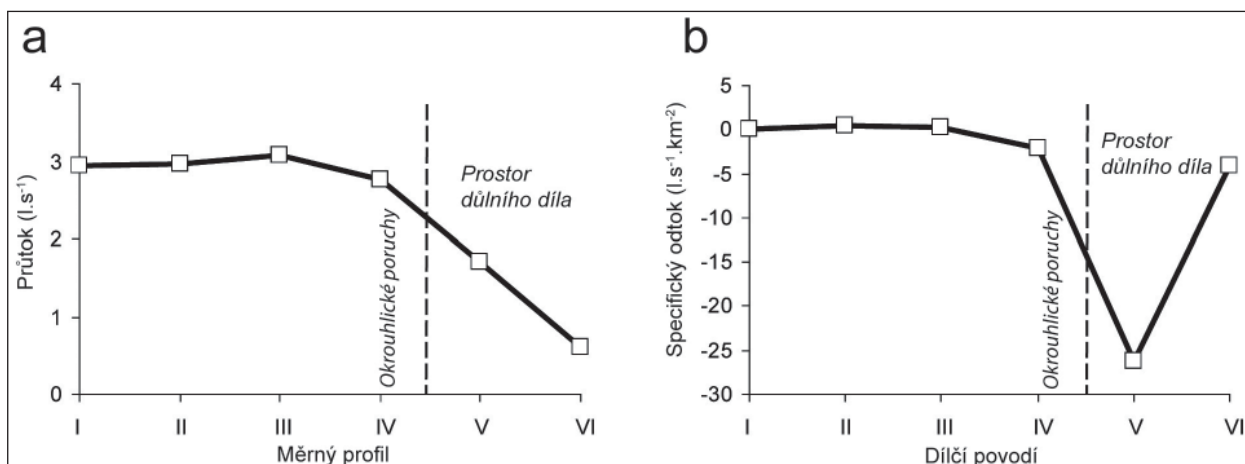 a
Průtok (l.s-1)
4
3
2
1
0
Okrouhlické poruchy
Prostor
důlního díla
I II III IV V VI
Měrný profil
b
Specifický odtok (l.s-1.km-2)
5
0
-5
-10
-15
-20
-25
-30
Okrouhlické poruchy
Prostor
důlního díla
I II III IV V VI
Dílčí povodí